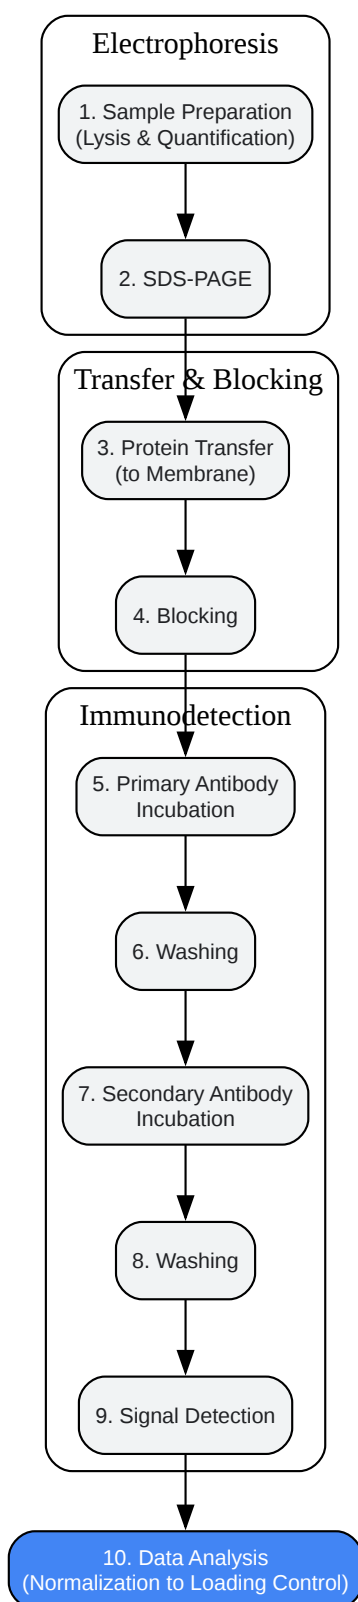 Electrophoresis
1. Sample Preparation
(Lysis & Quantification)
2. SDS-PAGE
Transfer & Blocking
3. Protein Transfer
(to Membrane)
4. Blocking
Immunodetection
5. Primary Antibody
Incubation
6. Washing
7. Secondary Antibody
Incubation
8. Washing
9. Signal Detection
10. Data Analysis
(Normalization to Loading Control)